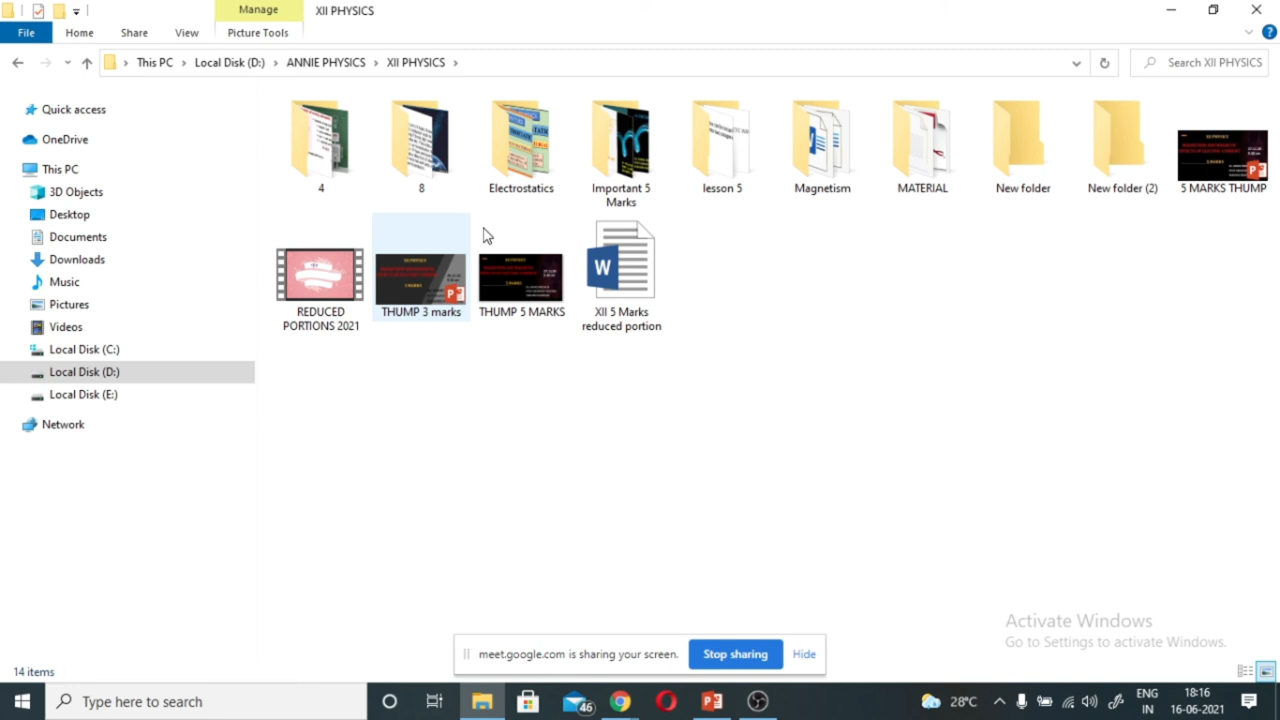 Manage
XII PHYSICS
File
Home
Share
View
Picture Tools
This PC
Local Disk (D:)
ANNIE PHYSICS
XII PHYSICS
Search XII PHYSICS
Quick access
OneDrive
This PC
3D Objects
Desktop
Documents
Downloads
Music
Pictures
Videos
Local Disk (C:)
Local Disk (D:)
Local Disk (E:)
Network
4
8
Electrostatics
Important 5
Marks
lesson 5
Magnetism
MATERIAL
New folder
New folder (2)
5 MARKS THUMP
REDUCED
PORTIONS 2021
THUMP 3 marks
THUMP 5 MARKS
XII 5 Marks
reduced portion
W
Activate Windows
Go to Settings to activate Windows.
meet.google.com is sharing your screen.
Stop sharing
Hide
14 items
Type here to search
46
28°C
ENG
IN
18:16
16-06-2021